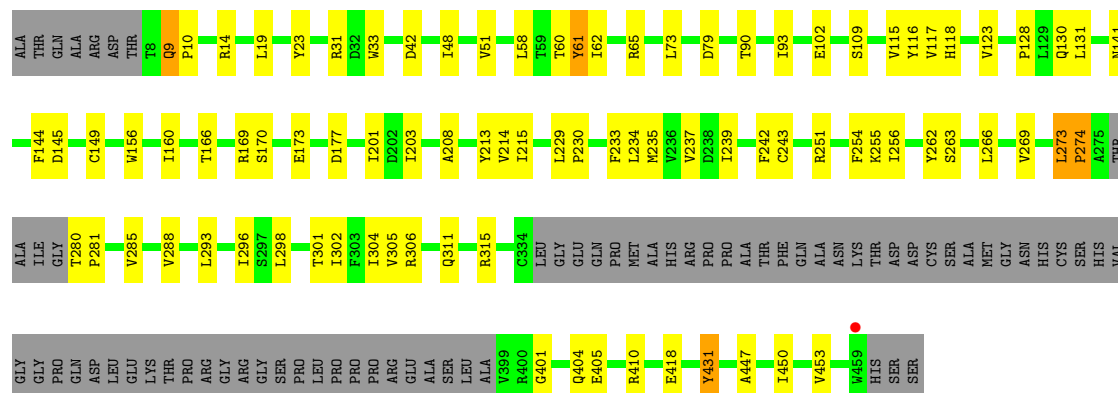 ALA THR GLN ALA ARG ASP THR T8 Q9 P10 R14 L19 Y23 R31 D32 W33 D42 I48 V51 L58 T59 T60 Y61 I62 R65 L73 D79 T90 I93 E102 S109 V115 Y116 V117 H118 V123 P128 L129 Q130 L131
F144 D145 C149 W156 I160 T166 R169 S170 E173 D177 I201 D202 I203 A208 Y213 V214 I215 L229 P230 F233 L234 M235 V236 V237 D238 I239 F242 C243 R251 F254 K255 I256 Y262 S263 L266 V269 L273 P274 A275 THR
ALA ILE GLY T280 P281 V285 V288 L293 I296 S297 L298 T301 I302 F303 I304 V305 R306 Q311 R315 C334 LEU GLY GLU GLN PRO MET ALA HIS ARG PRO PRO ALA THR PHE GLN ALA ASN LYS THR ASP ASP CYS SER ALA MET GLY ASN HIS CYS SER HIS VAL
GLY GLY PRO GLN ASP LEU GLU LYS THR PRO ARG GLY ARG GLY SER PRO LEU PRO PRO PRO ARG GLU ALA SER LEU ALA V399 R400 G401 Q404 E405 R410 E418 Y431 A447 I450 V453 W459 HIS SER SER